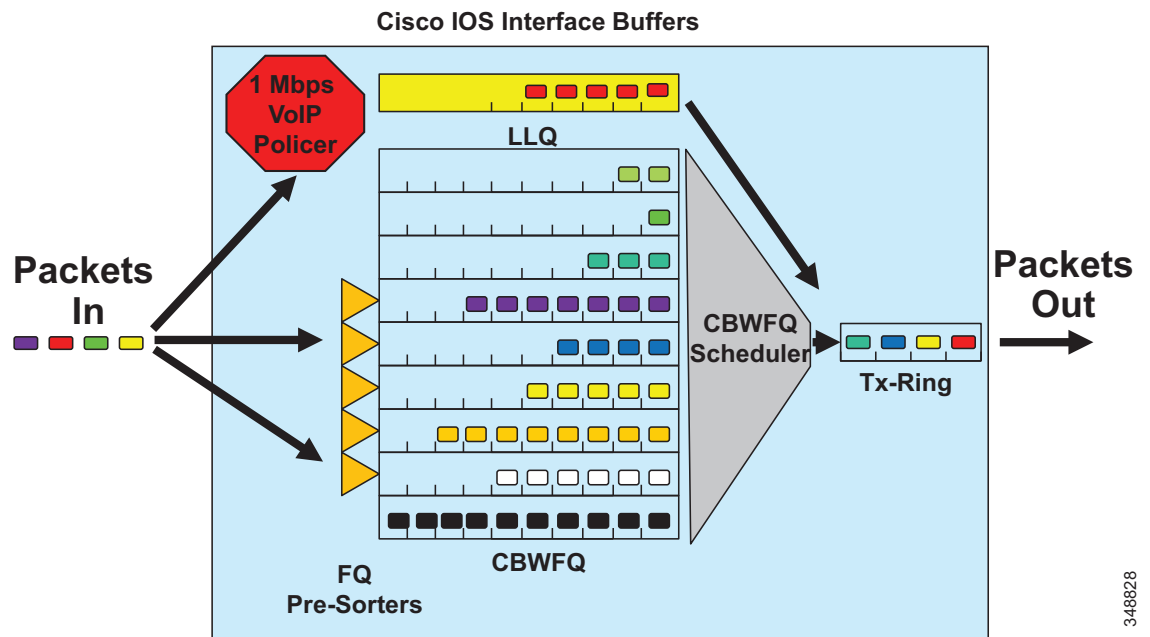 Cisco IOS Interface Buffers
1 Mbps
VoIP
Policer
LLQ
Packets
In
CBWFQ
Scheduler
Tx-Ring
Packets
Out
CBWFQ
FQ
Pre-Sorters
348828